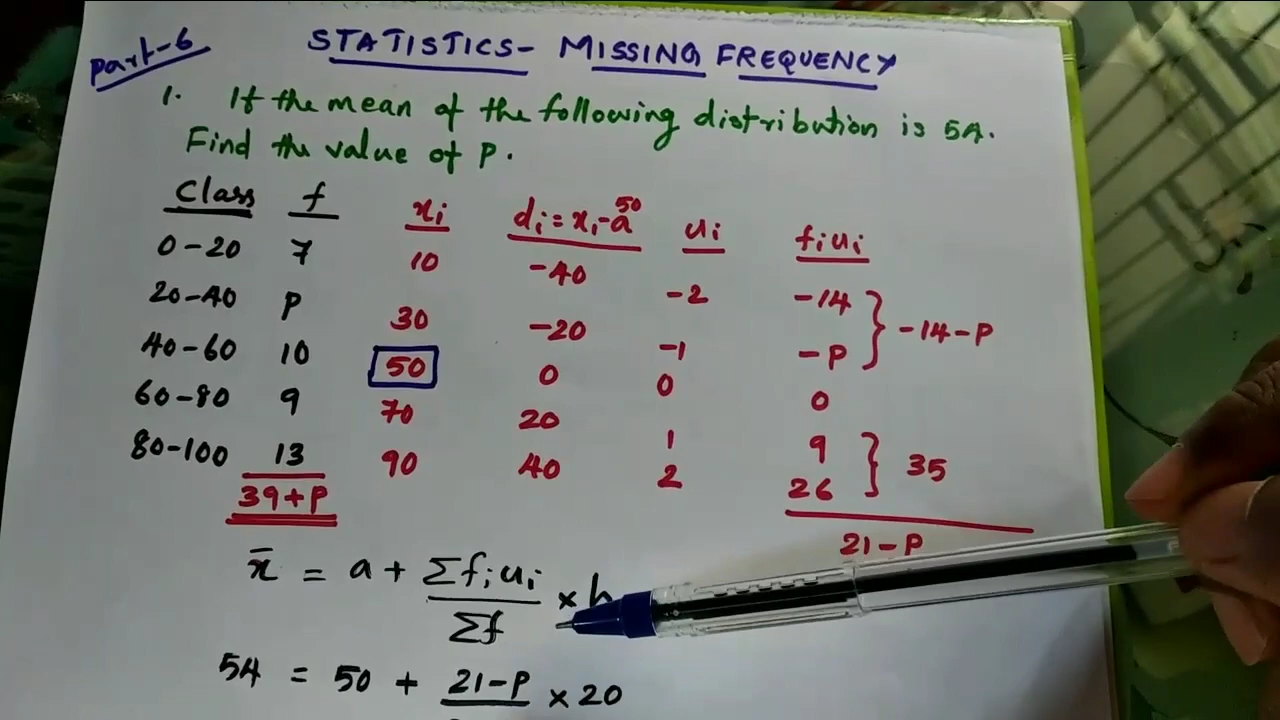 Part-6
STATISTICS- MISSING FREQUENCY
1. If the mean of the following distribution is 54.
Find the value of P.
Class f xi di = xi-a 50 ui fiui
0-20 7 10 -40 -2 -14
20-40 P 30 -20 -1 -P } -14-P
40-60 10 50 0 0 0
60-80 9 70 20 1 9
80-100 13 90 40 2 26 } 35
39+P 21-P
x̄ = a + Σfiui / Σf × h
54 = 50 + 21-P × 20